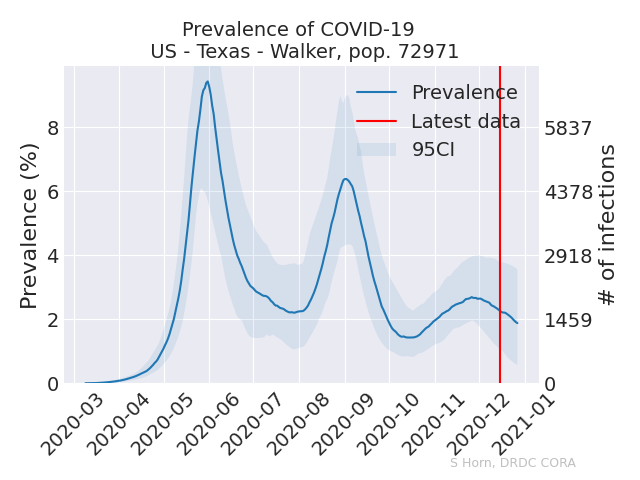 Prevalence of COVID-19
US - Texas - Walker, pop. 72971
Prevalence
Latest data
95CI
Prevalence (%)
8
6
4
2
0
5837
4378
2918
1459
0
# of infections
2020-03
2020-04
2020-05
2020-06
2020-07
2020-08
2020-09
2020-10
2020-11
2020-12
2021-01
S Horn, DRDC CORA